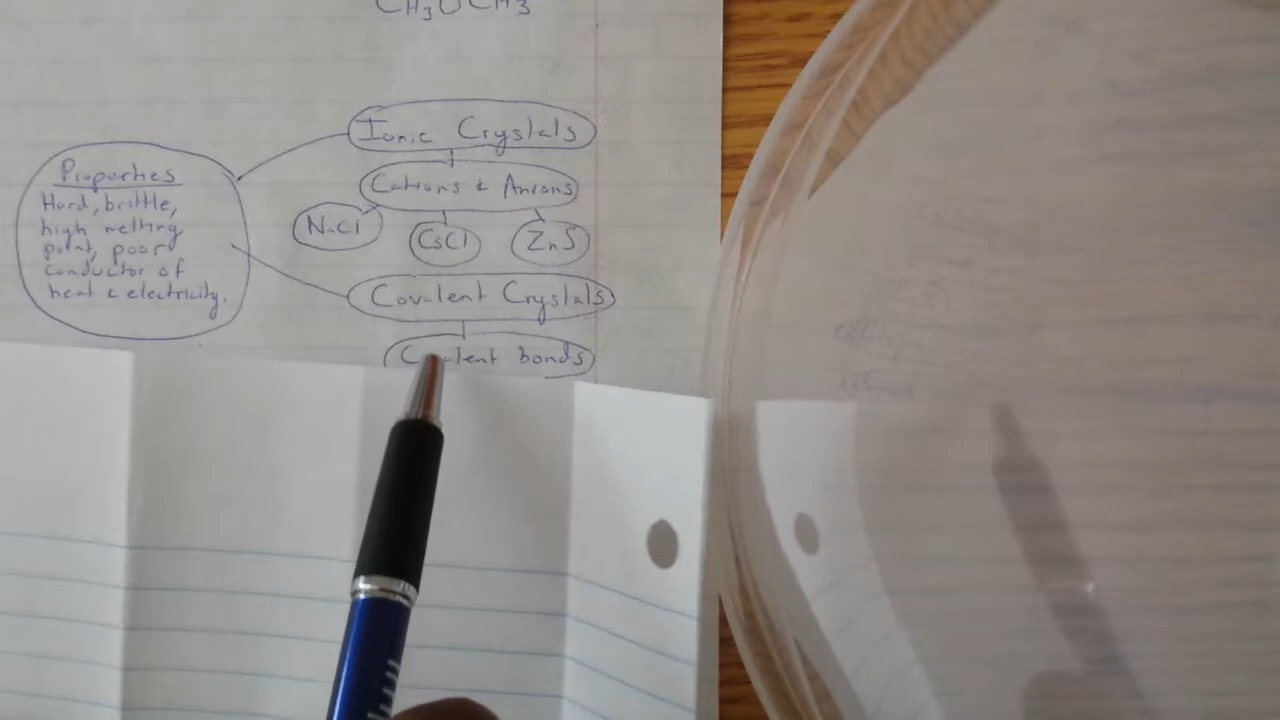 CH3OCH3
Ionic Crystals
Cations & Anions
NaCl
CsCl
ZnS
Properties
Hard, brittle,
high melting
point, poor
conductor of
heat & electricity.
Covalent Crystals
bonds